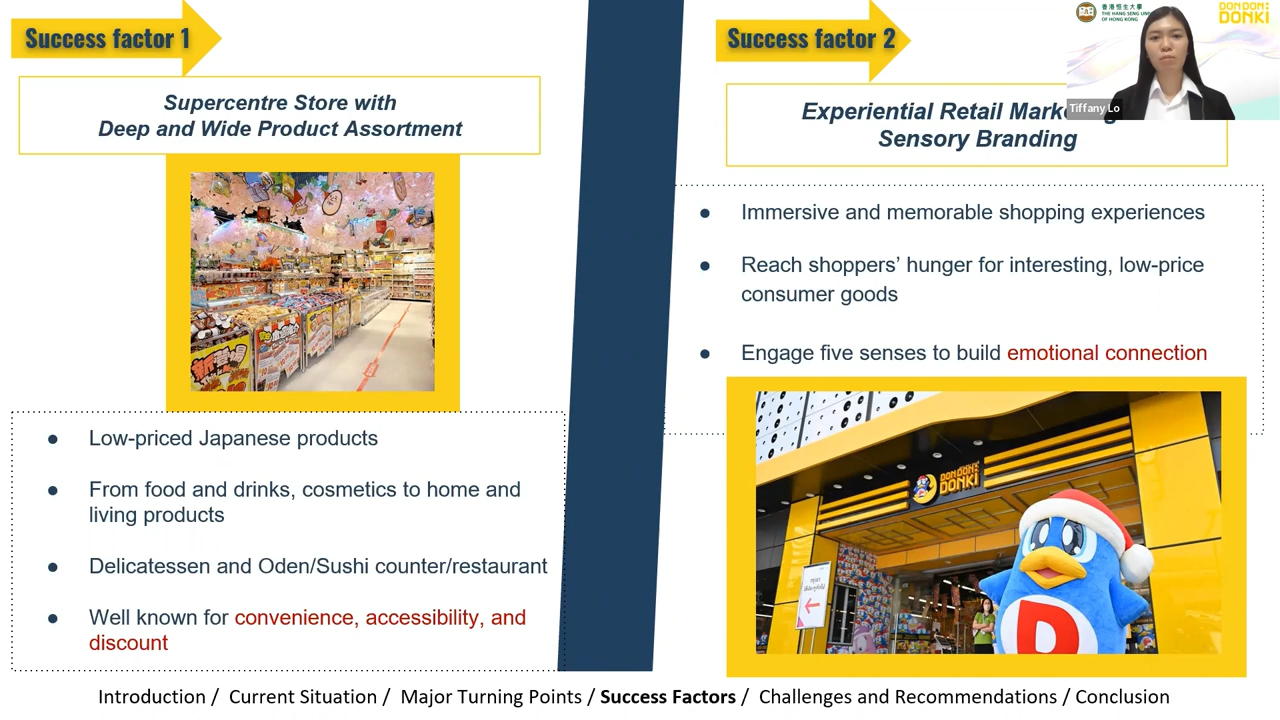 Success factor 1
Supercentre Store with
Deep and Wide Product Assortment
● Low-priced Japanese products
● From food and drinks, cosmetics to home and
living products
● Delicatessen and Oden/Sushi counter/restaurant
● Well known for convenience, accessibility, and
discount
Success factor 2
香港恒生大學
THE HANG SENG
OF HONG KONG
DON DON:
DONKI
Tiffany Lo
Experiential Retail
Sensory Branding
● Immersive and memorable shopping experiences
● Reach shoppers’ hunger for interesting, low-price
consumer goods
● Engage five senses to build emotional connection
DON DON:
DONKI
D
Introduction / Current Situation / Major Turning Points / Success Factors / Challenges and Recommendations / Conclusion